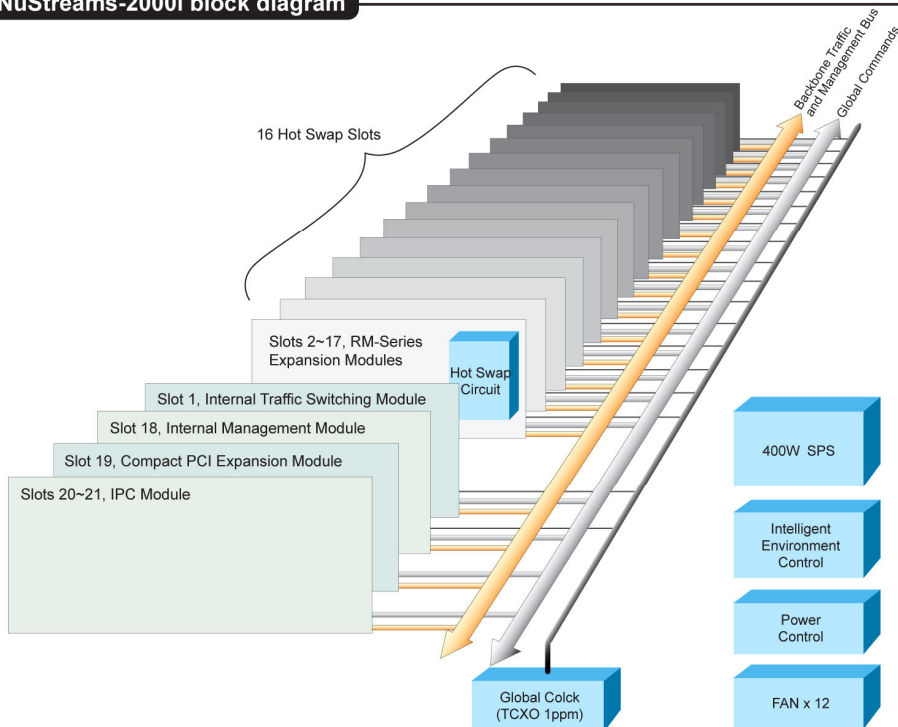 NuStreams-2000i block diagram
Backbone Traffic
and Management Bus
Global Commands
16 Hot Swap Slots
Slots 2~17, RM-Series
Expansion Modules
Hot Swap
Circuit
Slot 1, Internal Traffic Switching Module
Slot 18, Internal Management Module
Slot 19, Compact PCI Expansion Module
Slots 20~21, IPC Module
400W SPS
Intelligent
Environment
Control
Power
Control
FAN x 12
Global Colck
(TCXO 1ppm)